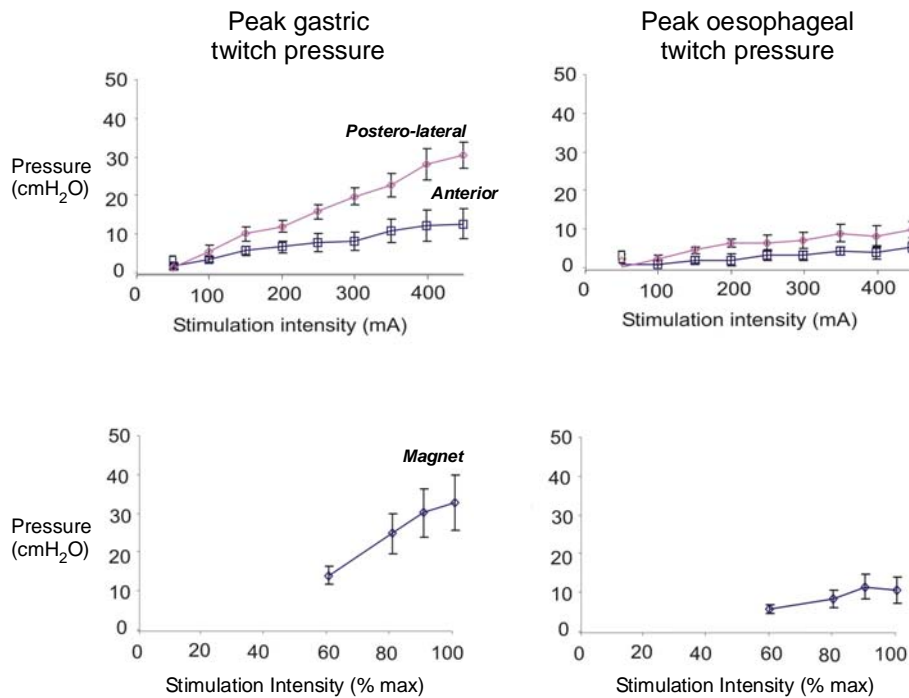 Peak gastric
twitch pressure
Peak oesophageal
twitch pressure
50
40
30
20
10
0
Pressure
(cmH2O)
Postero-lateral
Anterior
0 100 200 300 400
Stimulation intensity (mA)
50
40
30
20
10
0
0 100 200 300 400
Stimulation intensity (mA)
50
40
30
20
10
0
Pressure
(cmH2O)
Magnet
0 20 40 60 80 100
Stimulation Intensity (% max)
50
40
30
20
10
0
0 20 40 60 80 100
Stimulation Intensity (% max)